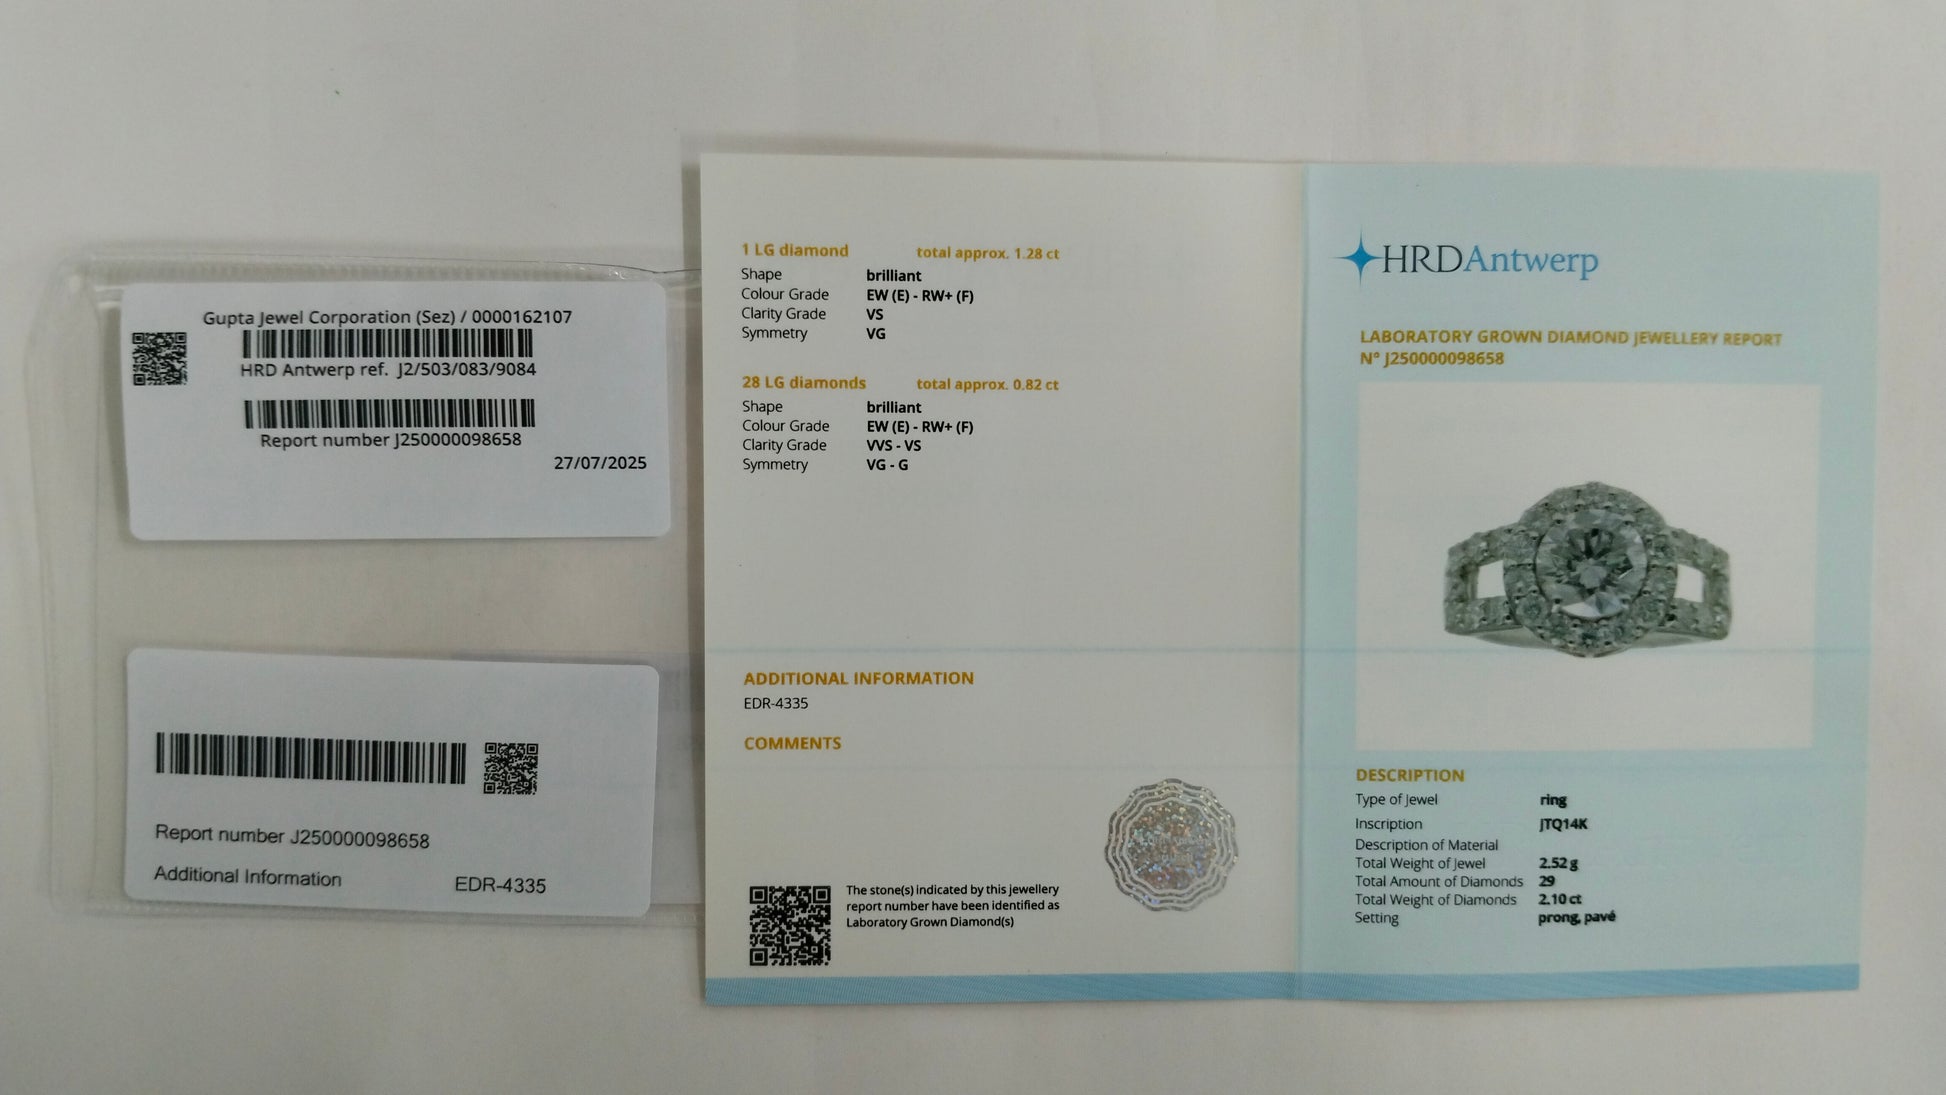 Gupta Jewel Corporation (Sez) / 0000162107
HRD Antwerp ref. J2/503/083/9084
Report number J250000098658
27/07/2025
Report number J250000098658
Additional Information EDR-4335
1 LG diamond total approx. 1.28 ct
Shape brilliant
Colour Grade EW (E) - RW+ (F)
Clarity Grade VS
Symmetry VG
28 LG diamonds total approx. 0.82 ct
Shape brilliant
Colour Grade EW (E) - RW+ (F)
Clarity Grade VVS - VS
Symmetry VG - G
ADDITIONAL INFORMATION
EDR-4335
COMMENTS
The stone(s) indicated by this jewellery
report number have been identified as
Laboratory Grown Diamond(s)
HRDAntwerp
LABORATORY GROWN DIAMOND JEWELLERY REPORT
N° J250000098658
DESCRIPTION
Type of Jewel ring
Inscription JTQ14K
Description of Material
Total Weight of Jewel 2.52 g
Total Amount of Diamonds 29
Total Weight of Diamonds 2.10 ct
Setting prong, pavé